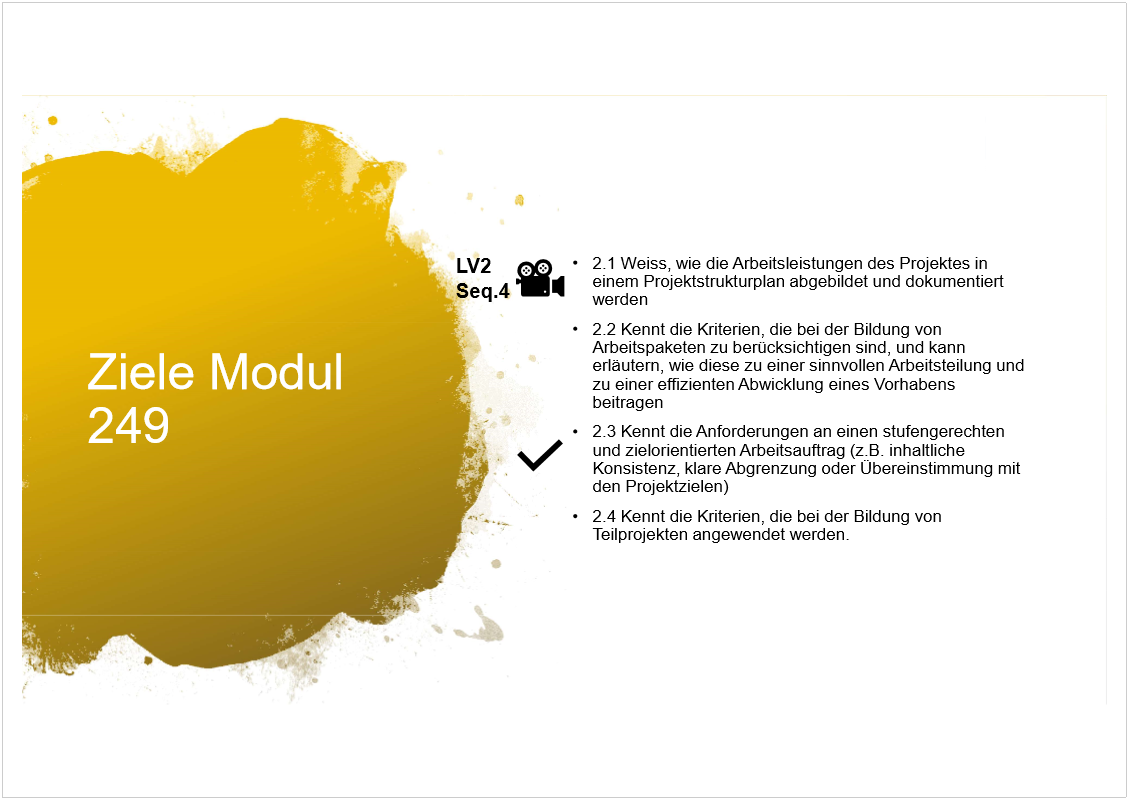 Ziele Modul
249
LV2
Seq.4
• 2.1 Weiss, wie die Arbeitsleistungen des Projektes in
einem Projektstrukturplan abgebildet und dokumentiert
werden
• 2.2 Kennt die Kriterien, die bei der Bildung von
Arbeitspaketen zu berücksichtigen sind, und kann
erläutern, wie diese zu einer sinnvollen Arbeitsteilung und
zu einer effizienten Abwicklung eines Vorhabens
beitragen
• 2.3 Kennt die Anforderungen an einen stufengerechten
und zielorientierten Arbeitsauftrag (z.B. inhaltliche
Konsistenz, klare Abgrenzung oder Übereinstimmung mit
den Projektzielen)
• 2.4 Kennt die Kriterien, die bei der Bildung von
Teilprojekten angewendet werden.